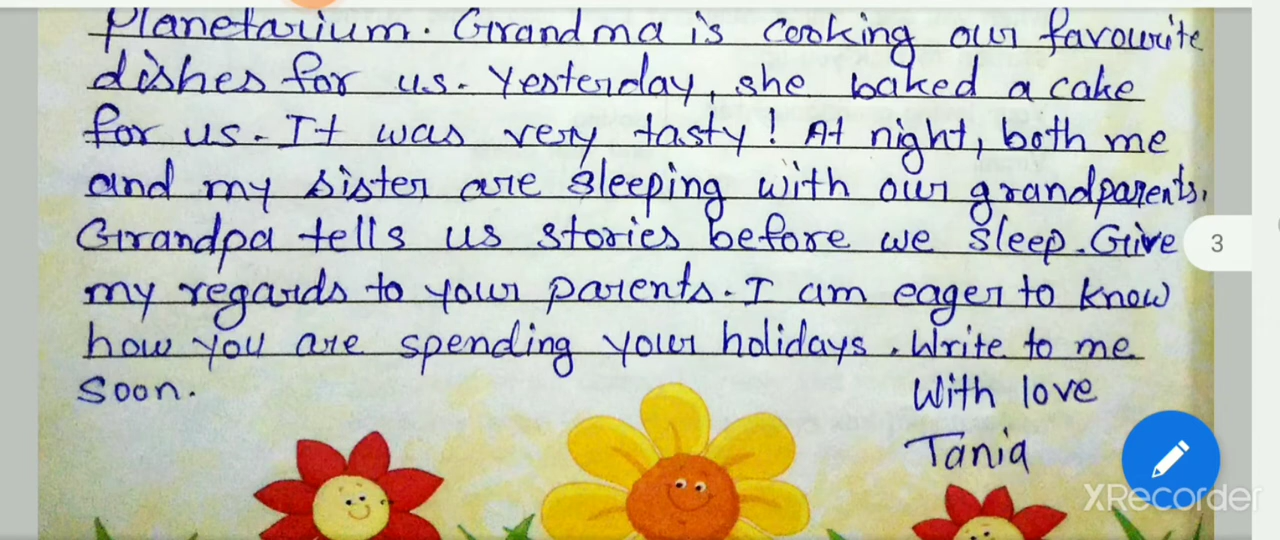 Planetarium. Grandma is cooking our favourite
dishes for us. Yesterday, she baked a cake
for us. It was very tasty! At night, both me
and my sister are sleeping with our grandparents.
Grandpa tells us stories before we sleep. Give
my regards to your parents. I am eager to know
how you are spending your holidays. Write to me
soon.
With love
Tania
3
XRecorder